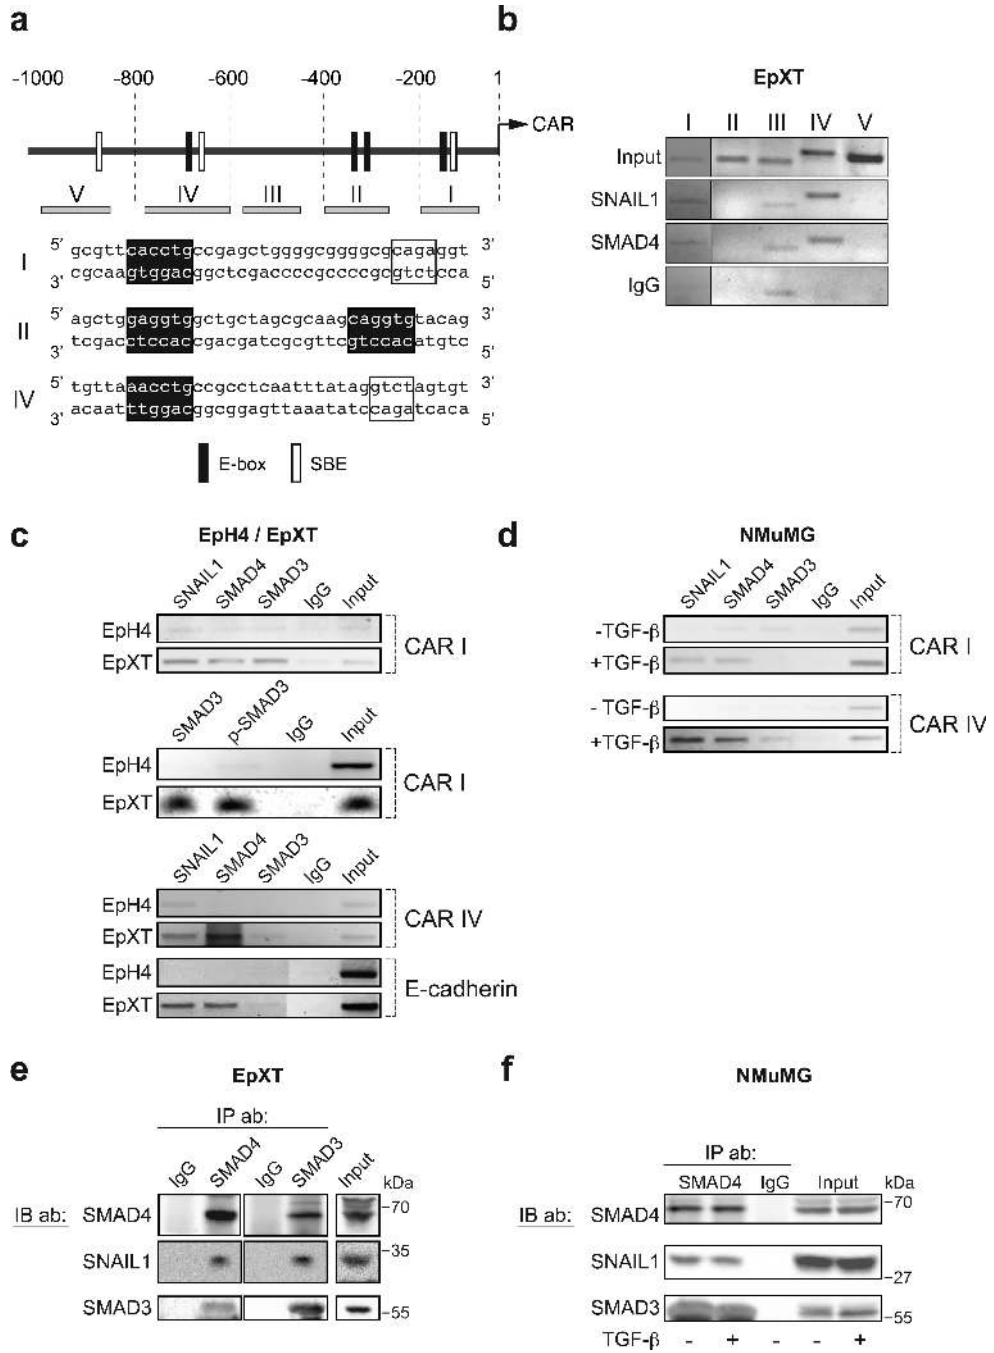 a
-1000 -800 -600 -400 -200 1
CAR
V IV III II I
I
5' gcgttcacctgccgagctggggcggggcgcagaggt 3'
3' cgcaagtggacggctcgaccccgccccgcgtctcca 5'
II
5' agctggaggtggctgctagcgcaagcaggtgtacag 3'
3' tcgacctccaccgacgatcgcgttcgtccacatgtc 5'
IV
5' tgttaaacctgccgcctcaatttataggtctagtgt 3'
3' acaatttggacggcggagttaaatatccagatcaca 5'
E-box SBE
b
EpXT
I II III IV V
Input
SNAIL1
SMAD4
IgG
c
EpH4 / EpXT
SNAIL1 SMAD4 SMAD3 IgG Input
EpH4
EpXT
CAR I
SMAD3 p-SMAD3 IgG Input
EpH4
EpXT
CAR I
SNAIL1 SMAD4 SMAD3 IgG Input
EpH4
EpXT
CAR IV
EpH4
EpXT
E-cadherin
d
NMuMG
SNAIL1 SMAD4 SMAD3 IgG Input
-TGF-β
+TGF-β
CAR I
- TGF-β
+TGF-β
CAR IV
e
EpXT
IP ab:
IgG SMAD4 IgG SMAD3 Input
kDa
IB ab: SMAD4 -70
SNAIL1 -35
SMAD3 -55
f
NMuMG
IP ab:
SMAD4 IgG Input kDa
IB ab: SMAD4 -70
SNAIL1 -27
SMAD3 -55
TGF-β - + - - +